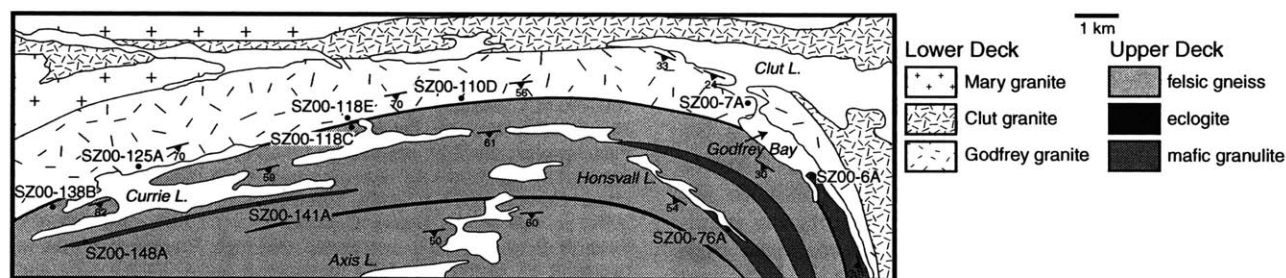 1 km
Lower Deck
Upper Deck
Mary granite
felsic gneiss
Clut granite
eclogite
Godfrey granite
mafic granulite
33
Clut L.
24
SZ00-110D
56
70
SZ00-7A
SZ00-118E
SZ00-118C
61
Godfrey Bay
SZ00-125A
70
59
Honsvall L.
30
SZ00-6A
SZ00-138B
82
Currie L.
54
SZ00-141A
60
50
SZ00-76A
SZ00-148A
Axis L.